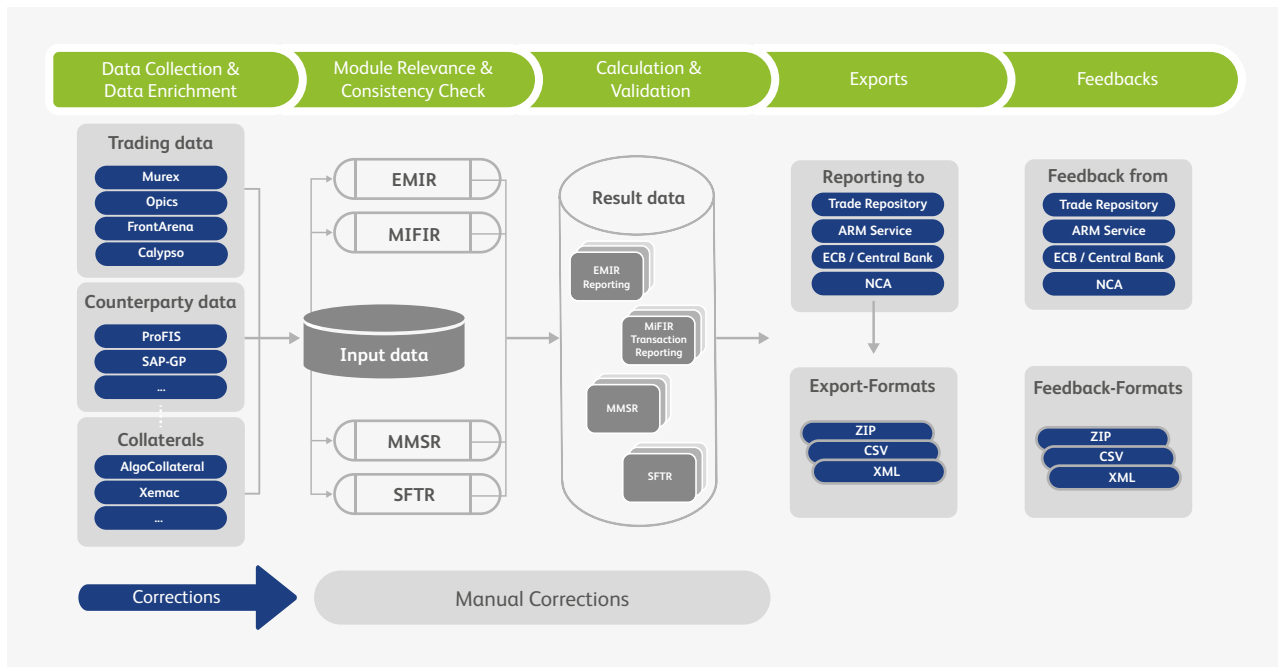 Data Collection &
Data Enrichment
Module Relevance &
Consistency Check
Calculation &
Validation
Exports
Feedbacks
Trading data
Murex
Opics
FrontArena
Calypso
Counterparty data
ProFIS
SAP-GP
...
Collaterals
AlgoCollateral
Xemac
...
EMIR
MIFIR
Input data
MMSR
SFTR
Result data
EMIR
Reporting
MiFIR
Transaction
Reporting
MMSR
SFTR
Reporting to
Trade Repository
ARM Service
ECB / Central Bank
NCA
Export-Formats
ZIP
CSV
XML
Feedback from
Trade Repository
ARM Service
ECB / Central Bank
NCA
Feedback-Formats
ZIP
CSV
XML
Corrections
Manual Corrections